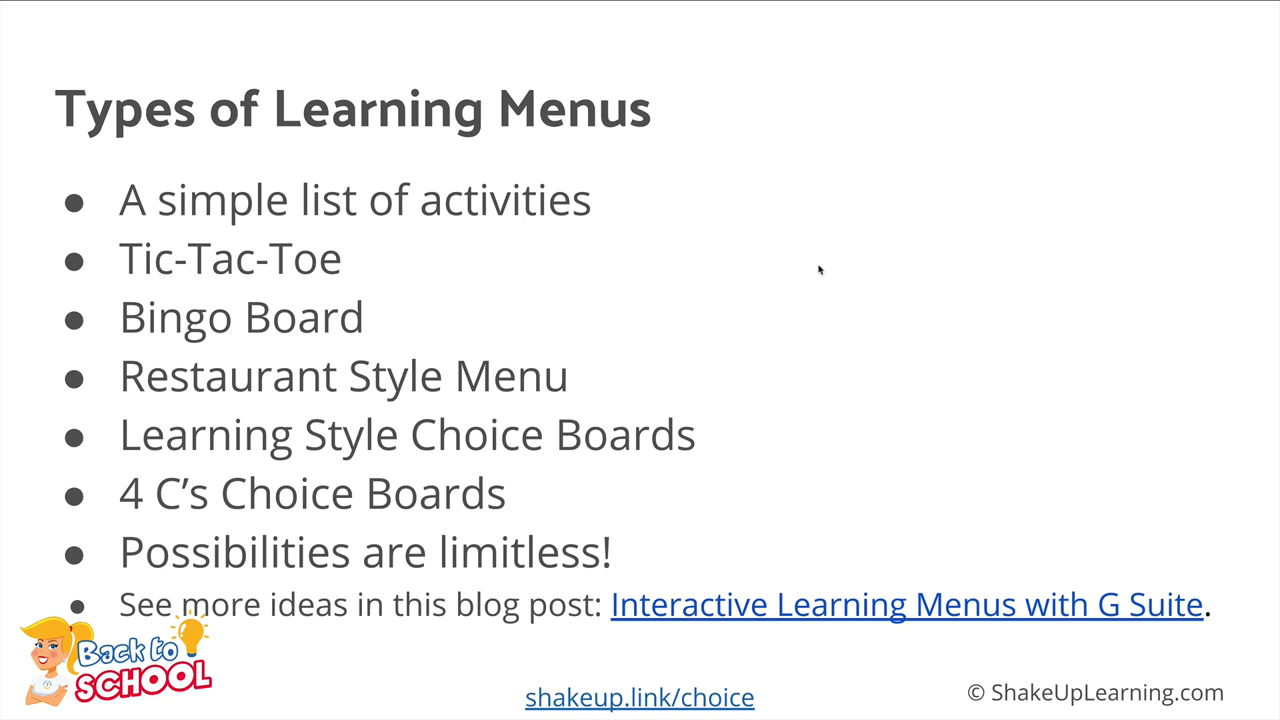 Types of Learning Menus
● A simple list of activities
● Tic-Tac-Toe
● Bingo Board
● Restaurant Style Menu
● Learning Style Choice Boards
● 4 C’s Choice Boards
● Possibilities are limitless!
● See more ideas in this blog post: Interactive Learning Menus with G Suite.
Back to
SCHOOL
shakeup.link/choice
© ShakeUpLearning.com